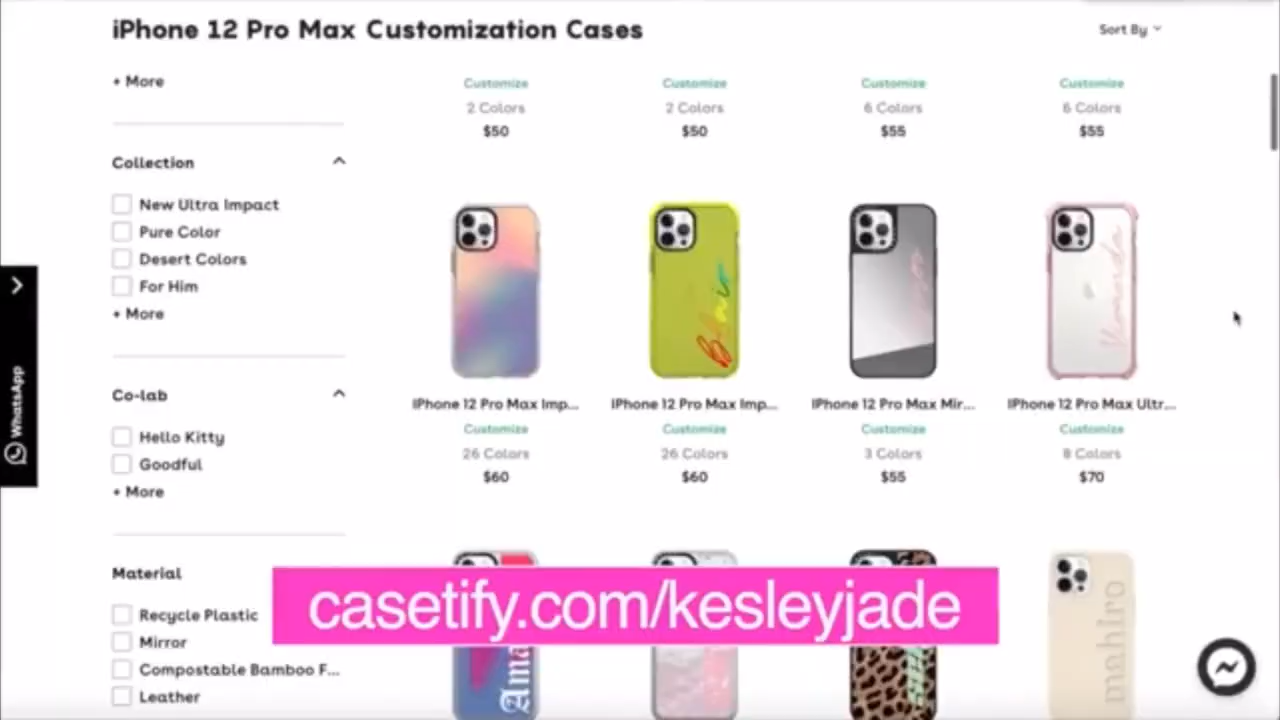 iPhone 12 Pro Max Customization Cases
Sort By
+ More
Customize
2 Colors
$50
Customize
2 Colors
$50
Customize
6 Colors
$55
Customize
6 Colors
$55
Collection
New Ultra Impact
Pure Color
Desert Colors
For Him
+ More
Co-lab
Hello Kitty
Goodful
+ More
Material
Recycle Plastic
Mirror
Compostable Bamboo F...
Leather
WhatsApp
Blair
iPhone 12 Pro Max Imp...
Customize
26 Colors
$60
iPhone 12 Pro Max Imp...
Customize
26 Colors
$60
iPhone 12 Pro Max Mir...
Customize
3 Colors
$55
iPhone 12 Pro Max Ultr...
Customize
8 Colors
$70
mahiro
casetify.com/kesleyjade